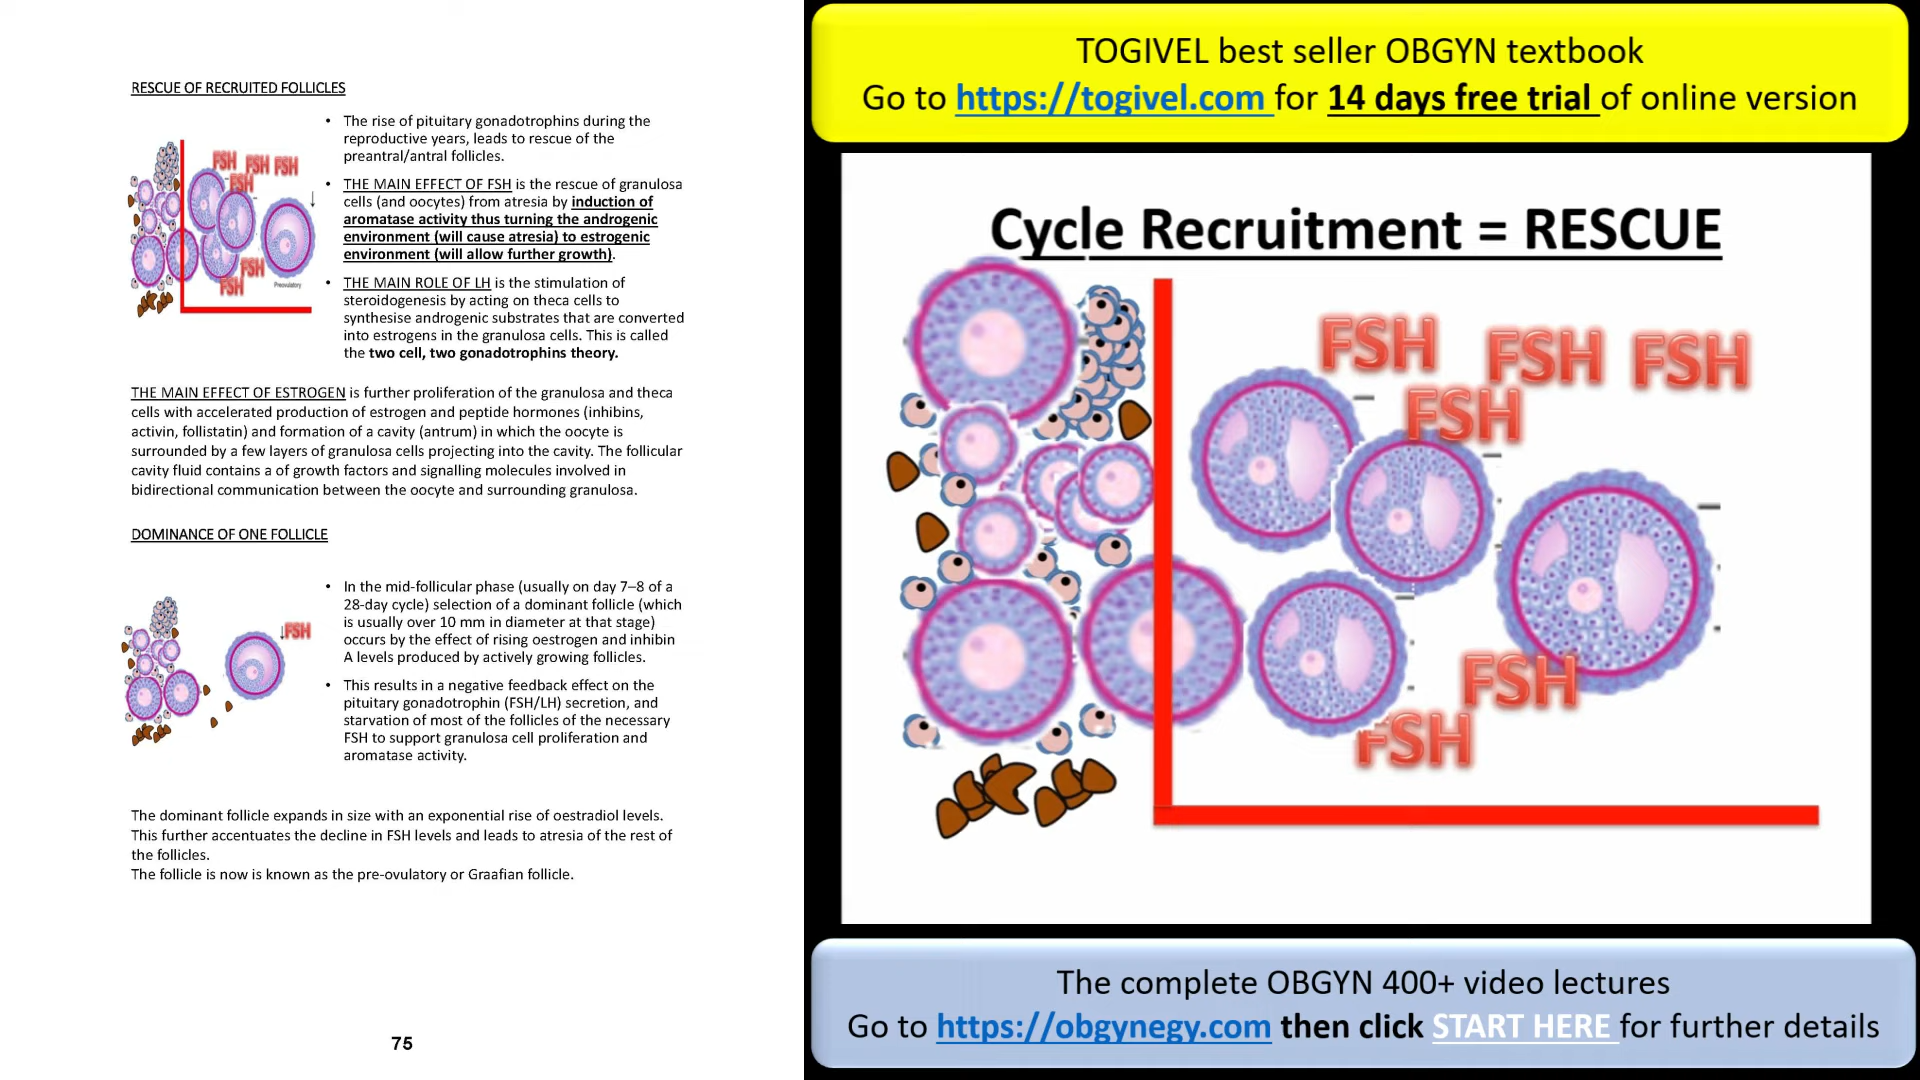 RESCUE OF RECRUITED FOLLICLES
• The rise of pituitary gonadotrophins during the
reproductive years, leads to rescue of the
preantral/antral follicles.
• THE MAIN EFFECT OF FSH is the rescue of granulosa
cells (and oocytes) from atresia by induction of
aromatase activity thus turning the androgenic
environment (will cause atresia) to estrogenic
environment (will allow further growth).
• THE MAIN ROLE OF LH is the stimulation of
steroidogenesis by acting on theca cells to
synthesise androgenic substrates that are converted
into estrogens in the granulosa cells. This is called
the two cell, two gonadotrophins theory.
FSH FSH FSH
FSH
FSH
FSH
Preovulatory
THE MAIN EFFECT OF ESTROGEN is further proliferation of the granulosa and theca
cells with accelerated production of estrogen and peptide hormones (inhibins,
activin, follistatin) and formation of a cavity (antrum) in which the oocyte is
surrounded by a few layers of granulosa cells projecting into the cavity. The follicular
cavity fluid contains a of growth factors and signalling molecules involved in
bidirectional communication between the oocyte and surrounding granulosa.
DOMINANCE OF ONE FOLLICLE
• In the mid-follicular phase (usually on day 7–8 of a
28-day cycle) selection of a dominant follicle (which
is usually over 10 mm in diameter at that stage)
occurs by the effect of rising oestrogen and inhibin
A levels produced by actively growing follicles.
• This results in a negative feedback effect on the
pituitary gonadotrophin (FSH/LH) secretion, and
starvation of most of the follicles of the necessary
FSH to support granulosa cell proliferation and
aromatase activity.
↓FSH
The dominant follicle expands in size with an exponential rise of oestradiol levels.
This further accentuates the decline in FSH levels and leads to atresia of the rest of
the follicles.
The follicle is now is known as the pre-ovulatory or Graafian follicle.
75
TOGIVEL best seller OBGYN textbook
Go to https://togivel.com for 14 days free trial of online version
Cycle Recruitment = RESCUE
FSH FSH FSH
FSH
FSH
FSH
The complete OBGYN 400+ video lectures
Go to https://obgynegy.com then click START HERE for further details